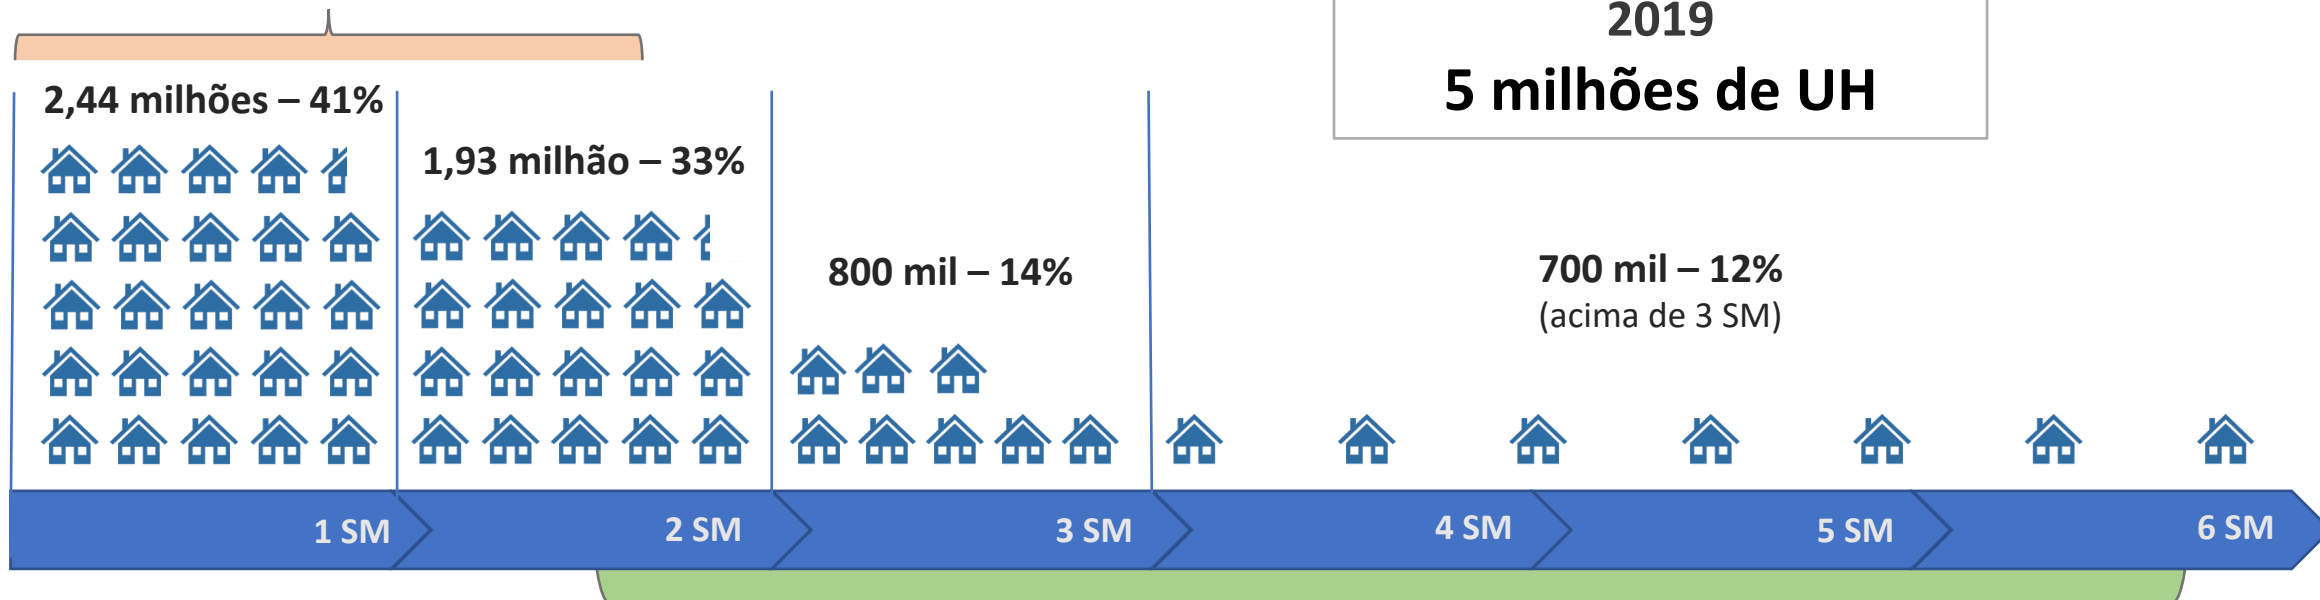 2019
5 milhões de UH
2,44 milhões – 41%
1,93 milhão – 33%
800 mil – 14%
700 mil – 12%
(acima de 3 SM)
1 SM
2 SM
3 SM
4 SM
5 SM
6 SM